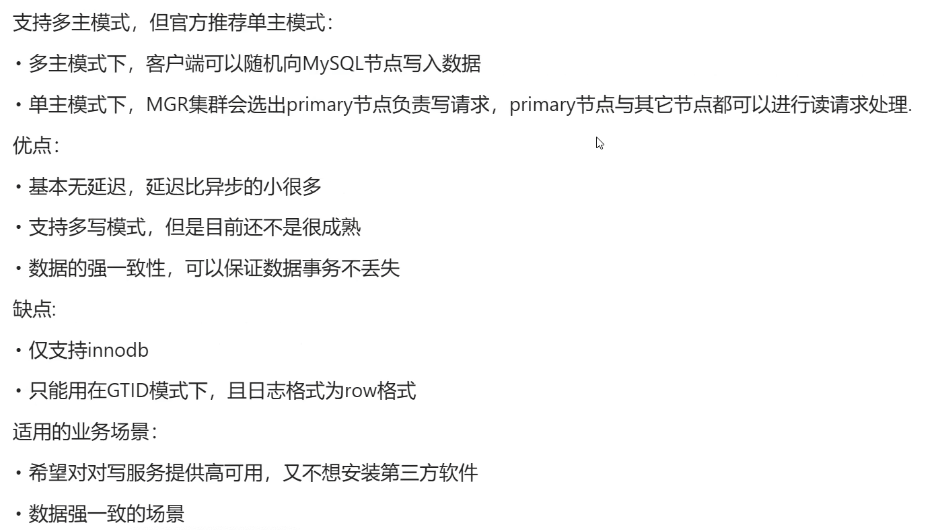 支持多主模式，但官方推荐单主模式：
・多主模式下，客户端可以随机向MySQL节点写入数据
・单主模式下，MGR集群会选出primary节点负责写请求，primary节点与其它节点都可以进行读请求处理.
优点：
・基本无延迟，延迟比异步的小很多
・支持多写模式，但是目前还不是很成熟
・数据的强一致性，可以保证数据事务不丢失
缺点:
・仅支持innodb
・只能用在GTID模式下，且日志格式为row格式
适用的业务场景：
・希望对对写服务提供高可用，又不想安装第三方软件
・数据强一致的场景